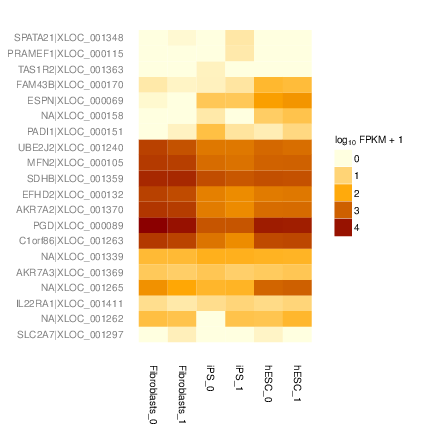 SPATA21|XLOC_001348
PRAMEF1|XLOC_000115
TAS1R2|XLOC_001363
FAM43B|XLOC_000170
ESPN|XLOC_000069
NA|XLOC_000158
PADI1|XLOC_000151
UBE2J2|XLOC_001240
MFN2|XLOC_000105
SDHB|XLOC_001359
EFHD2|XLOC_000132
AKR7A2|XLOC_001370
PGD|XLOC_000089
C1orf86|XLOC_001263
NA|XLOC_001339
AKR7A3|XLOC_001369
NA|XLOC_001265
IL22RA1|XLOC_001411
NA|XLOC_001262
SLC2A7|XLOC_001297
log10 FPKM + 1
0
1
2
3
4
Fibroblasts_0
Fibroblasts_1
iPS_0
iPS_1
hESC_0
hESC_1